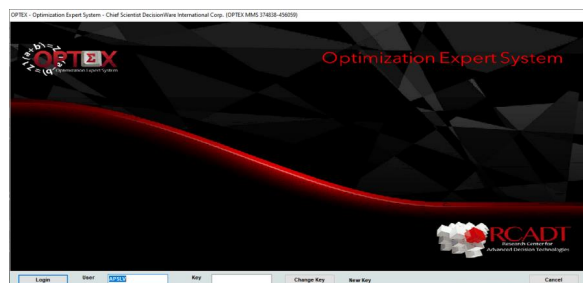 OPTEX - Optimization Expert System - Chief Scientist DecisionWare International Corp. (OPTEX MMS 374838-456059)
OPTEX
Optimization Expert System
Optimization Expert System
RCADT
Research Center for
Advanced Decision Technologies
Login User APSLV Key Change Key New Key Cancel